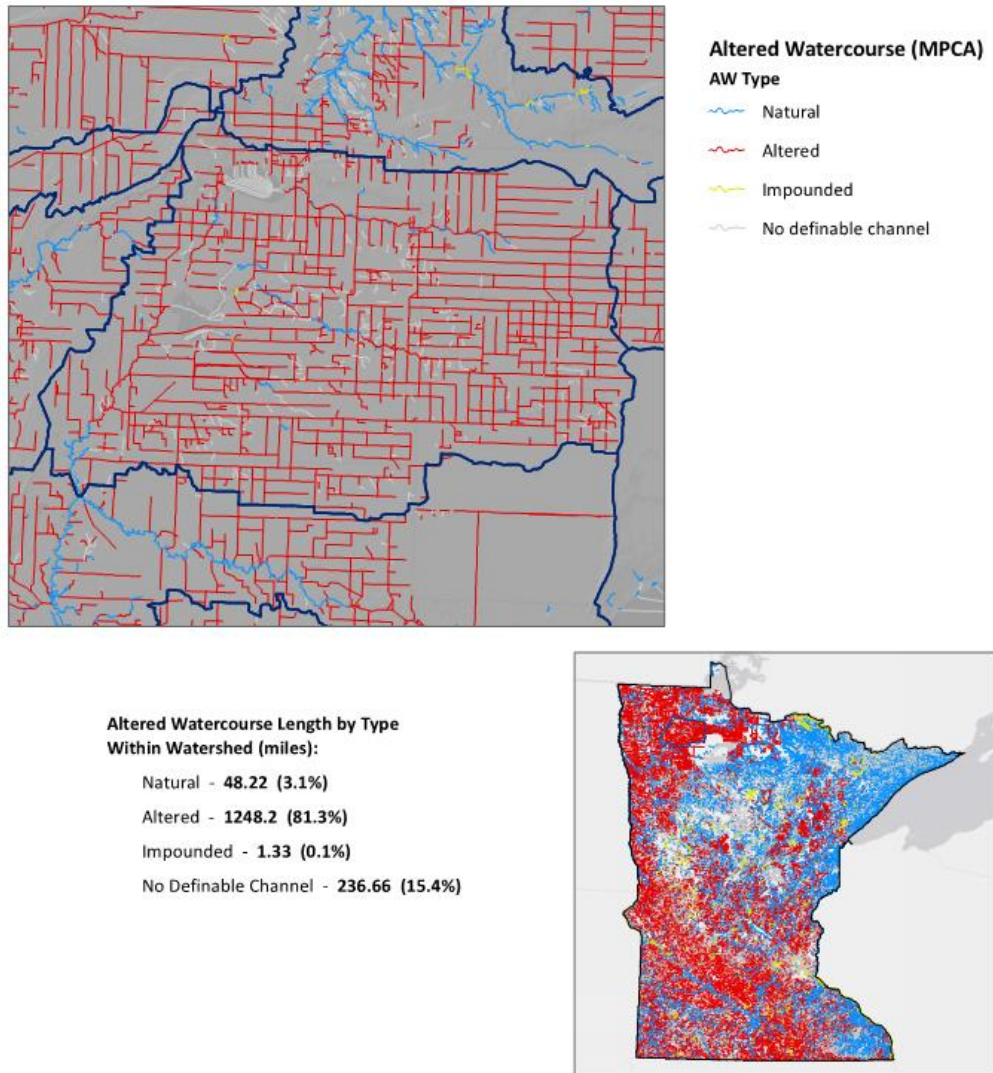 Altered Watercourse (MPCA)
AW Type
Natural
Altered
Impounded
No definable channel
Altered Watercourse Length by Type
Within Watershed (miles):
Natural - 48.22 (3.1%)
Altered - 1248.2 (81.3%)
Impounded - 1.33 (0.1%)
No Definable Channel - 236.66 (15.4%)